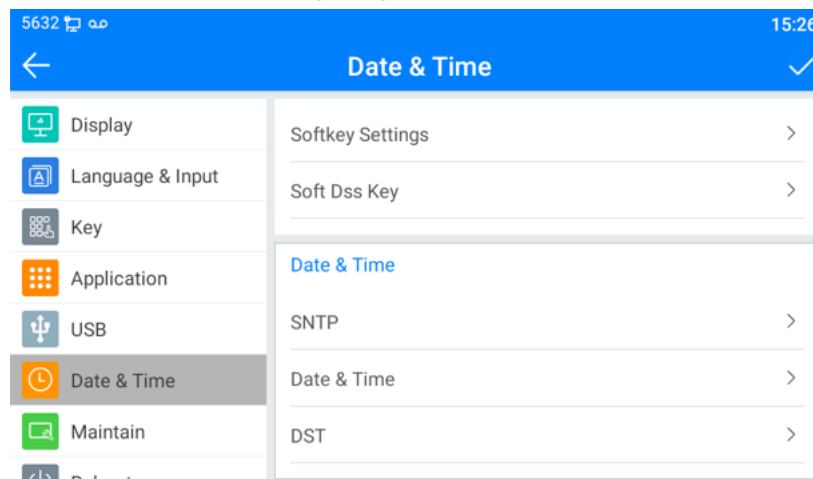 5632
15:26
Date & Time
Display
Language & Input
Key
Application
USB
Date & Time
Maintain
Softkey Settings
Soft Dss Key
Date & Time
SNTP
Date & Time
DST